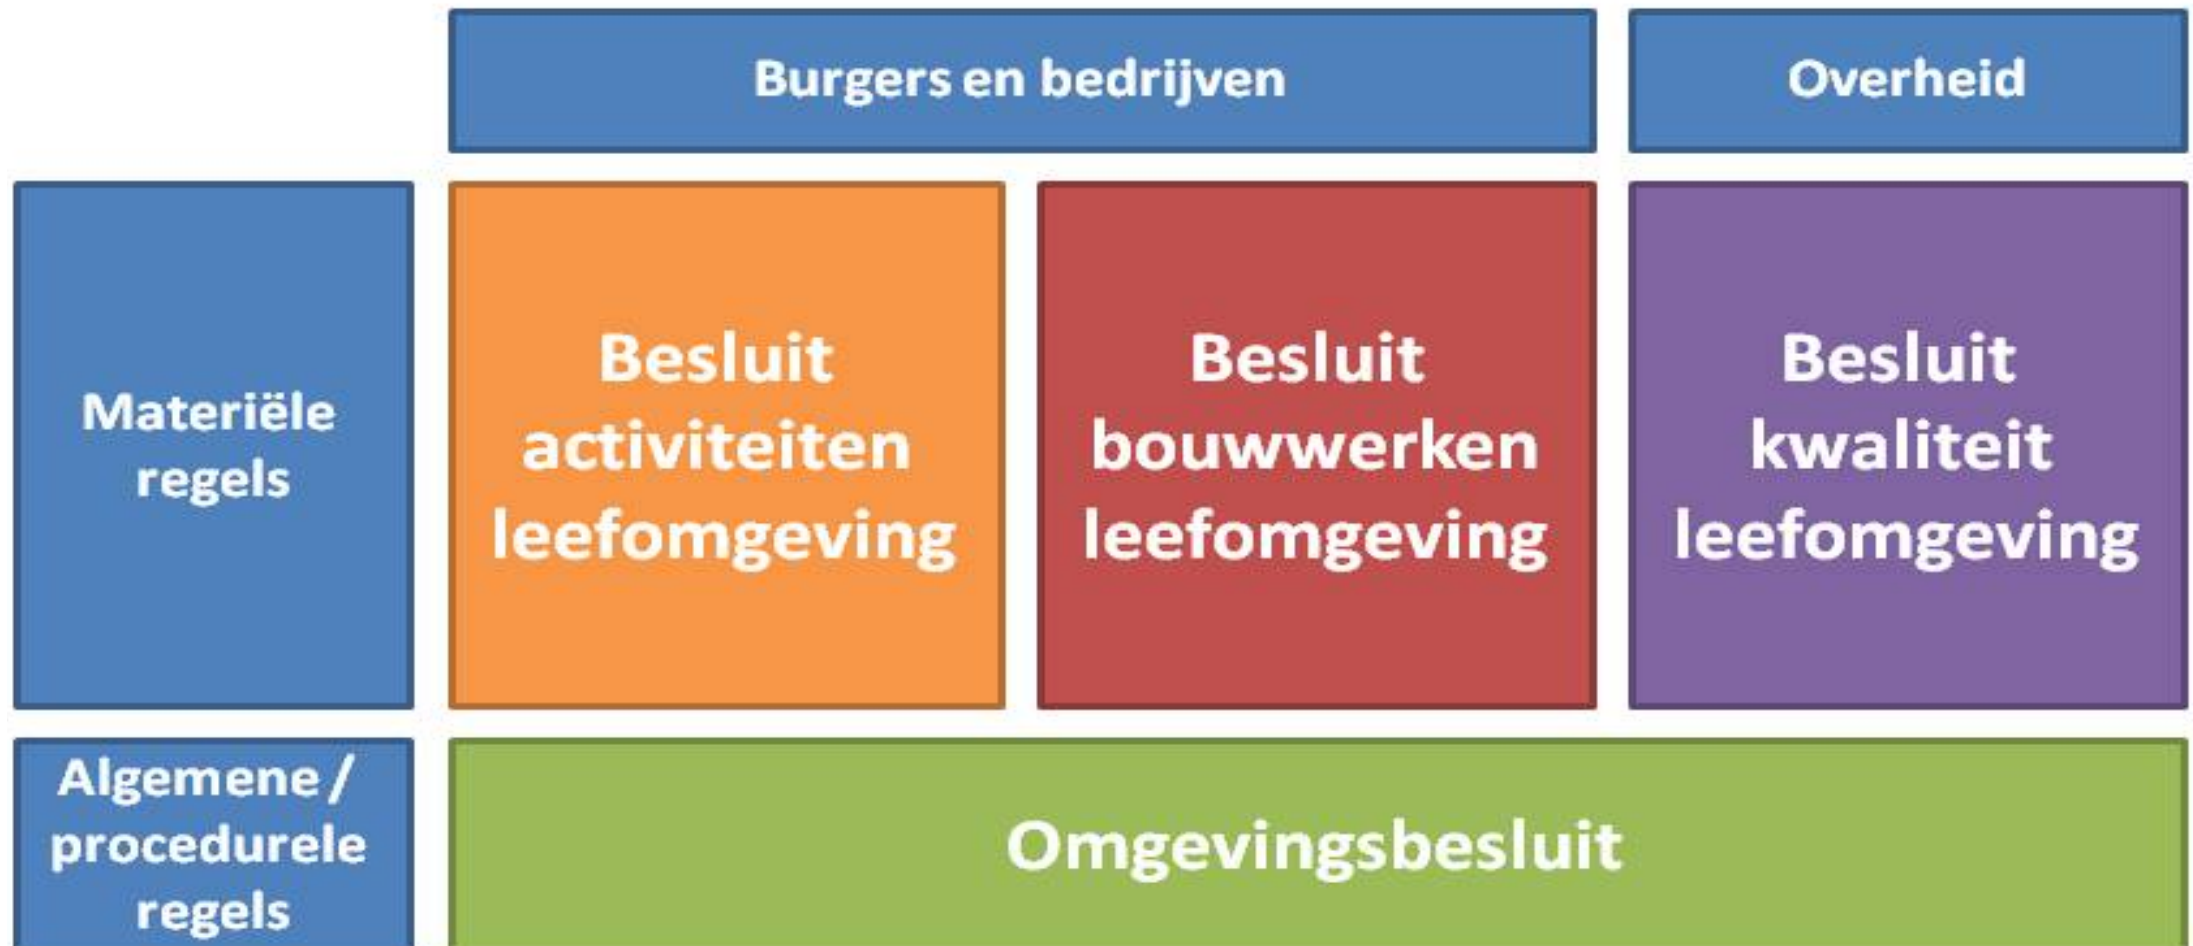 Burgers en bedrijven
Overheid
Materiële
regels
Besluit
activiteiten
leefomgeving
Besluit
bouwwerken
leefomgeving
Besluit
kwaliteit
leefomgeving
Algemene /
procedurele
regels
Omgevingsbesluit